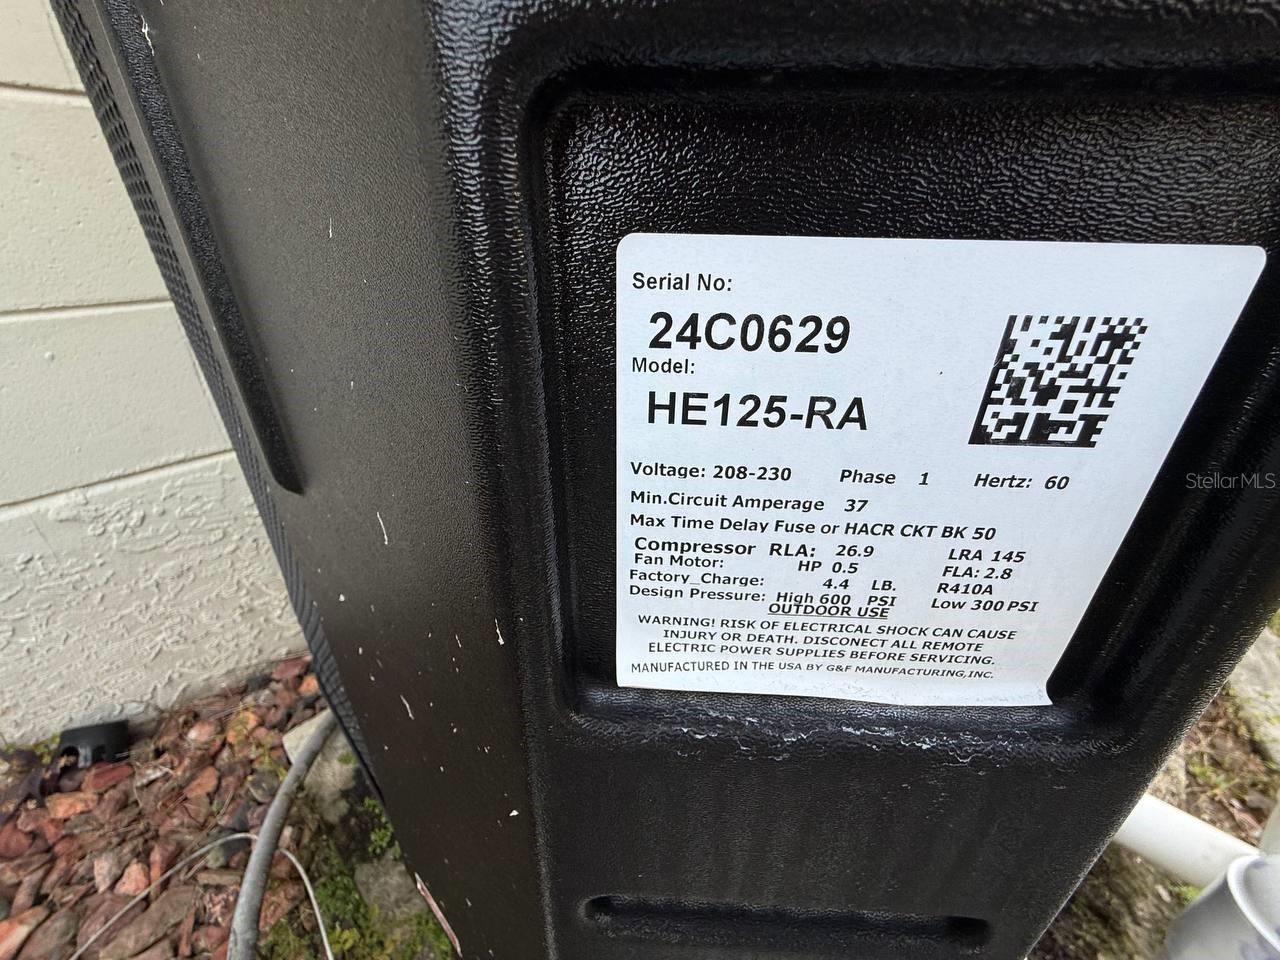 Serial No:
24C0629
Model:
HE125-RA
Voltage: 208-230 Phase 1 Hertz: 60
Min.Circuit Amperage 37
Max Time Delay Fuse or HACR CKT BK 50
Compressor RLA: 26.9 LRA 145
Fan Motor: HP 0.5 FLA: 2.8
Factory_Charge: 4.4 LB. R410A
Design Pressure: High 600 PSI Low 300 PSI
OUTDOOR USE
WARNING! RISK OF ELECTRICAL SHOCK CAN CAUSE
INJURY OR DEATH. DISCONECT ALL REMOTE
ELECTRIC POWER SUPPLIES BEFORE SERVICING.
MANUFACTURED IN THE USA BY G&F MANUFACTURING,INC.
StellarMLS